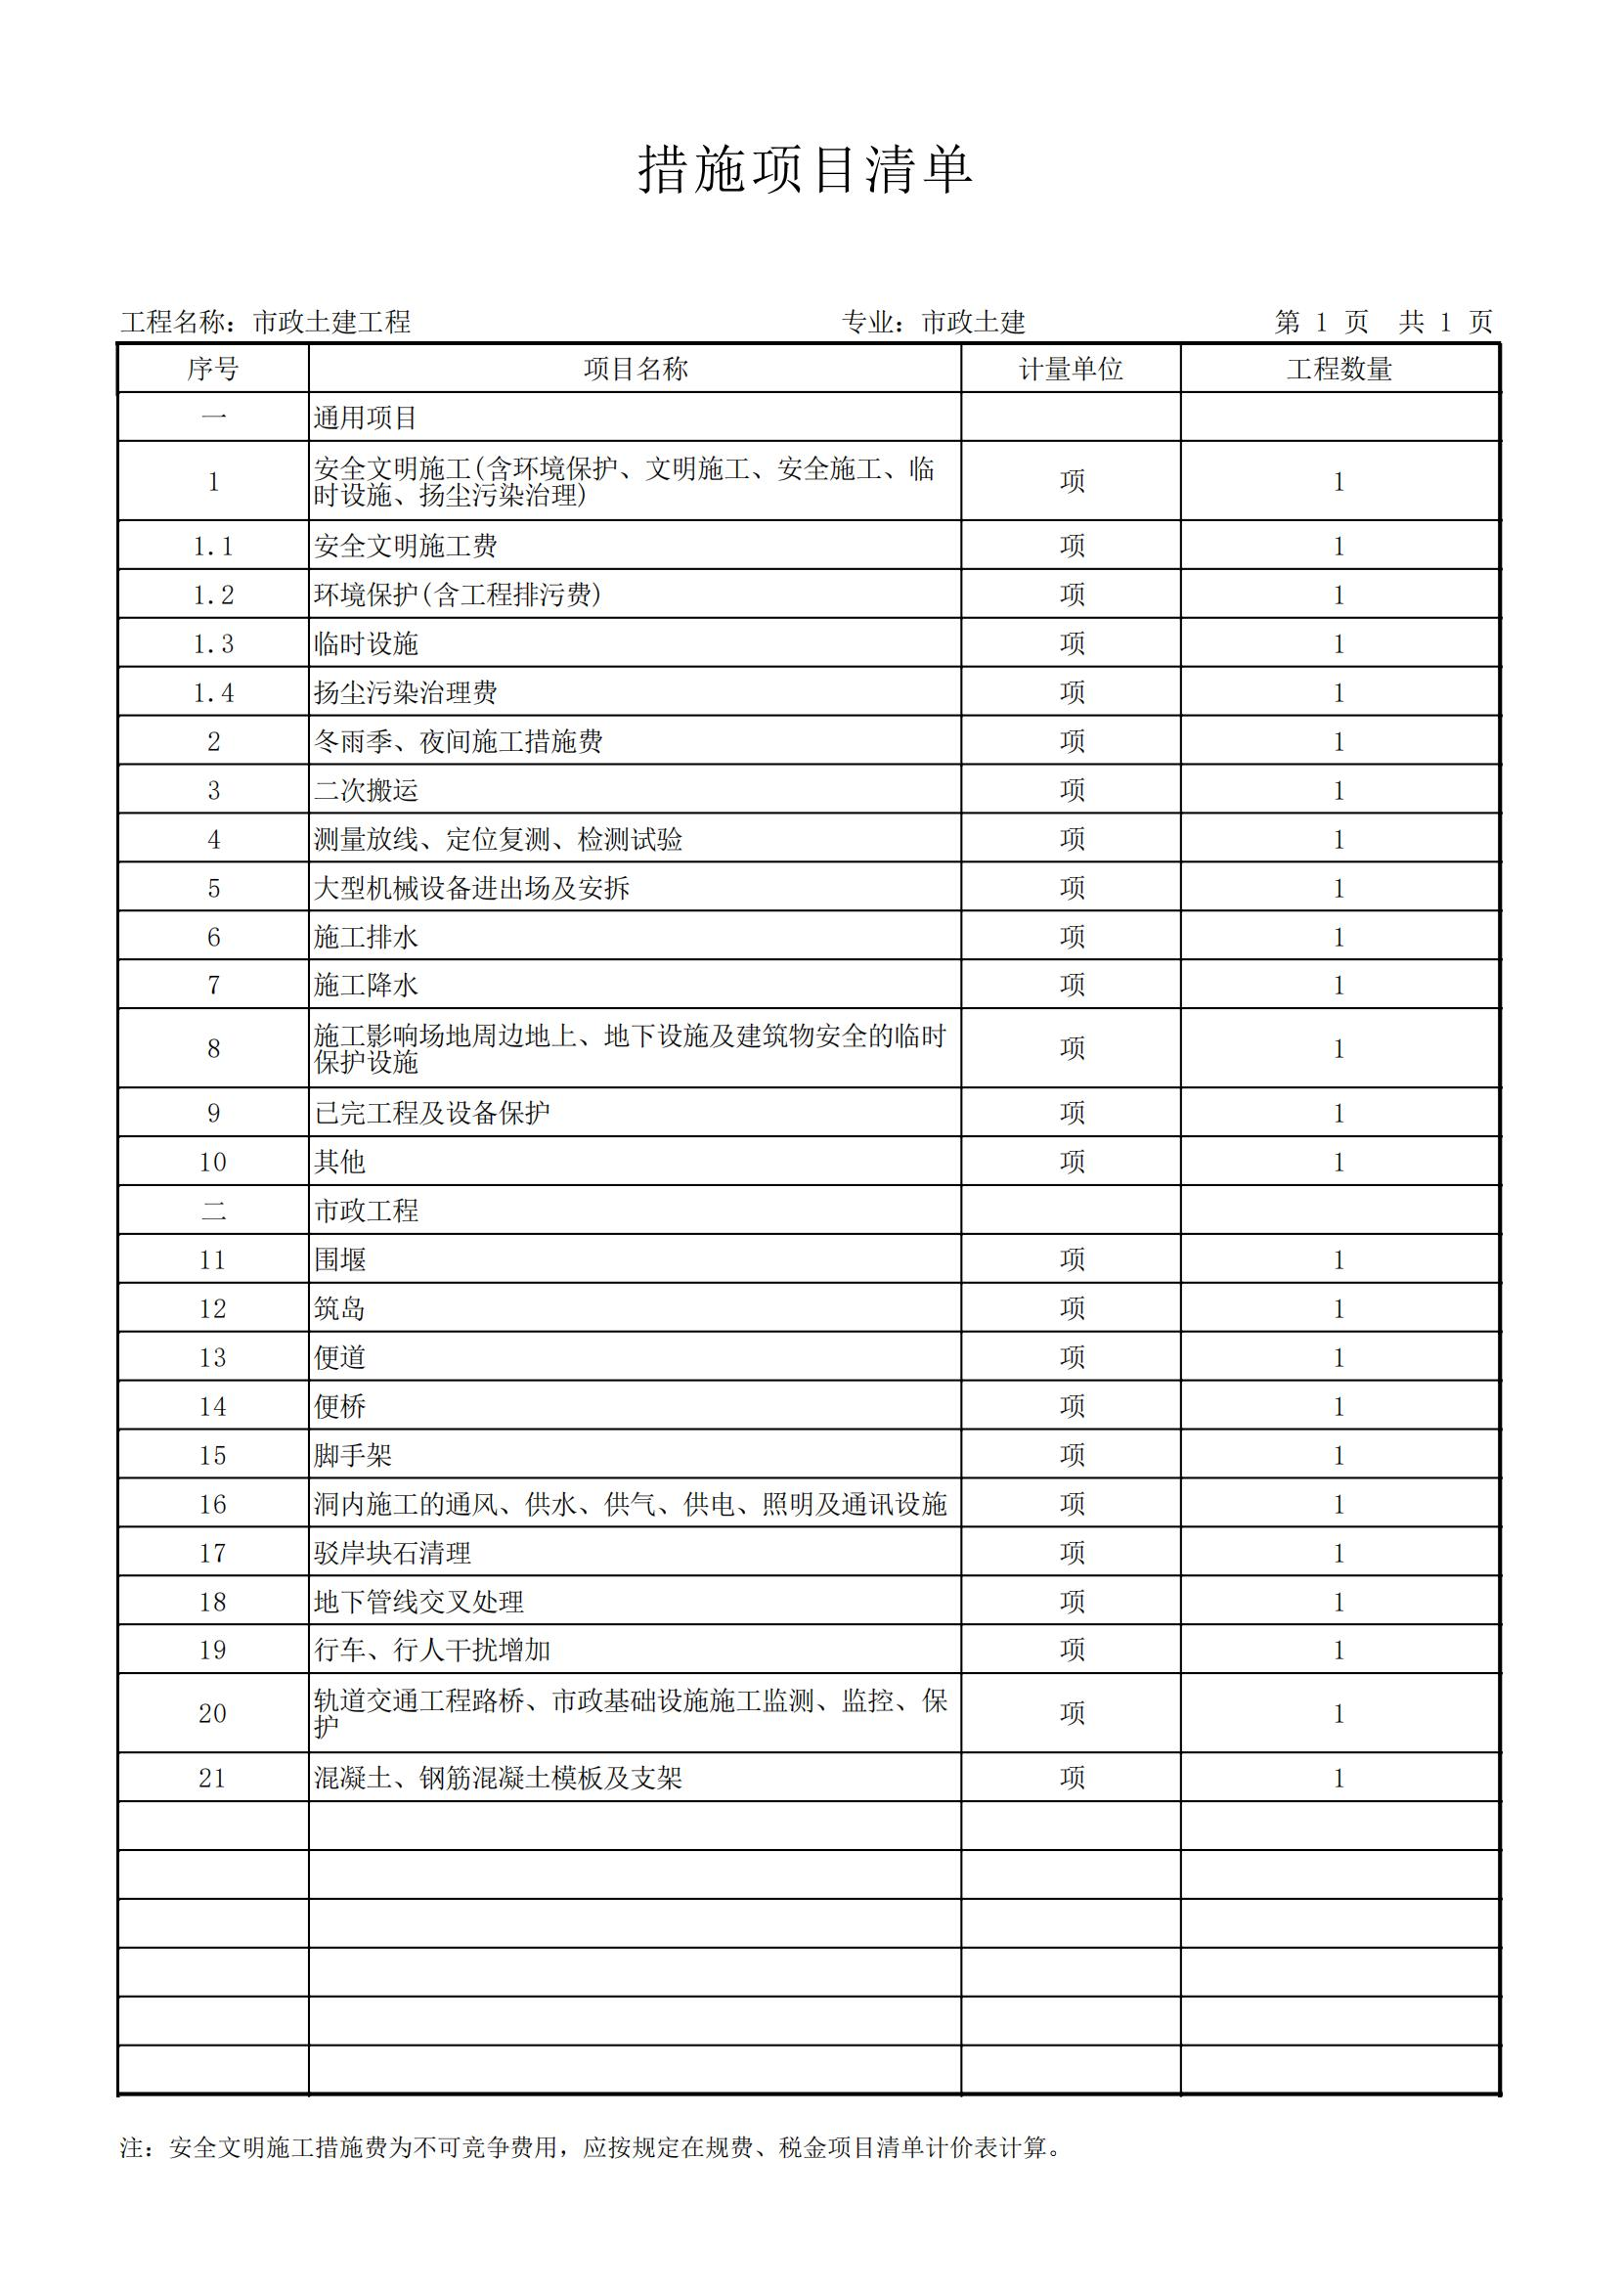 措施项目清单
工程名称：市政土建工程 专业：市政土建 第 1 页 共 1 页
序号 项目名称 计量单位 工程数量
一 通用项目
1 安全文明施工(含环境保护、文明施工、安全施工、临
时设施、扬尘污染治理) 项 1
1.1 安全文明施工费 项 1
1.2 环境保护(含工程排污费) 项 1
1.3 临时设施 项 1
1.4 扬尘污染治理费 项 1
2 冬雨季、夜间施工措施费 项 1
3 二次搬运 项 1
4 测量放线、定位复测、检测试验 项 1
5 大型机械设备进出场及安拆 项 1
6 施工排水 项 1
7 施工降水 项 1
8 施工影响场地周边地上、地下设施及建筑物安全的临时
保护设施 项 1
9 已完工程及设备保护 项 1
10 其他 项 1
二 市政工程
11 围堰 项 1
12 筑岛 项 1
13 便道 项 1
14 便桥 项 1
15 脚手架 项 1
16 洞内施工的通风、供水、供气、供电、照明及通讯设施 项 1
17 驳岸块石清理 项 1
18 地下管线交叉处理 项 1
19 行车、行人干扰增加 项 1
20 轨道交通工程路桥、市政基础设施施工监测、监控、保
护 项 1
21 混凝土、钢筋混凝土模板及支架 项 1
注：安全文明施工措施费为不可竞争费用，应按规定在规费、税金项目清单计价表计算。